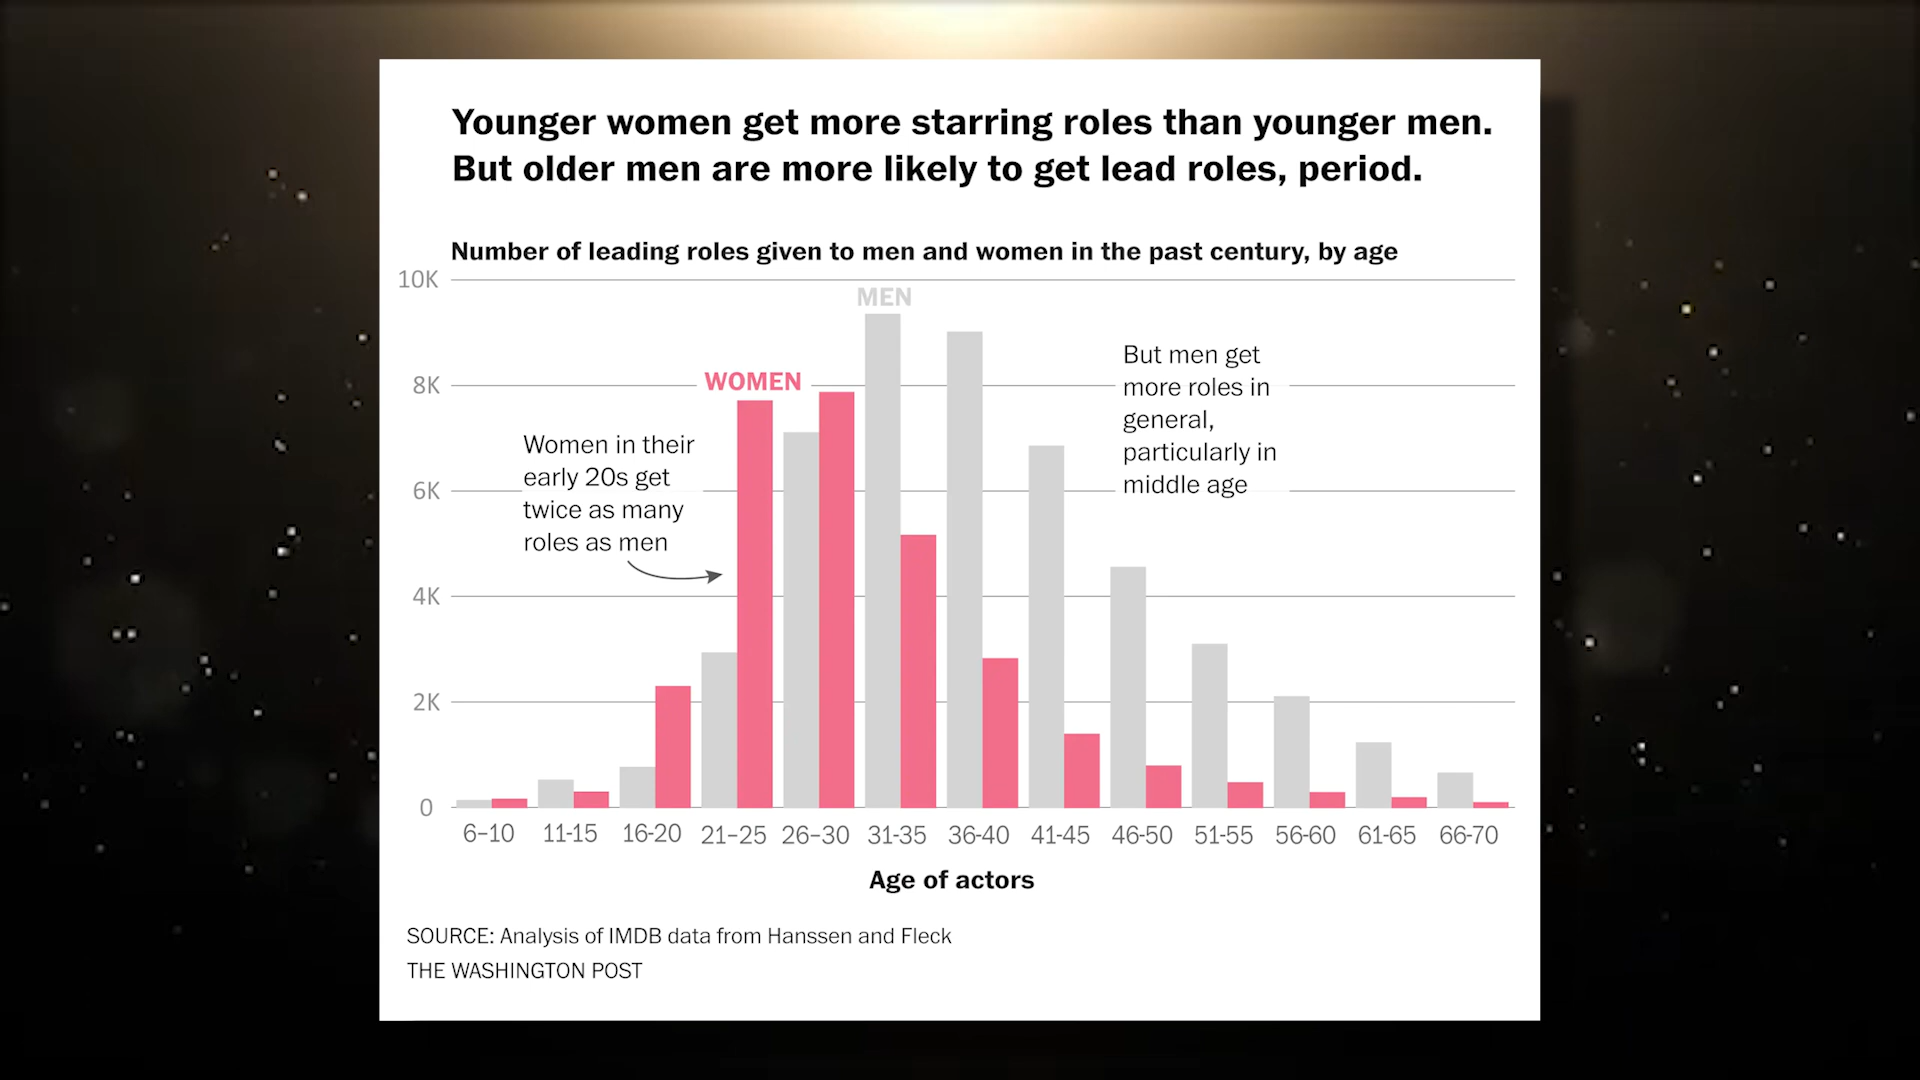 Younger women get more starring roles than younger men.
But older men are more likely to get lead roles, period.
Number of leading roles given to men and women in the past century, by age
10K
MEN
8K
WOMEN
But men get
more roles in
general,
particularly in
middle age
Women in their
early 20s get
twice as many
roles as men
6K
4K
2K
0
6–10 11-15 16-20 21–25 26–30 31-35 36-40 41-45 46-50 51-55 56-60 61-65 66-70
Age of actors
SOURCE: Analysis of IMDB data from Hanssen and Fleck
THE WASHINGTON POST